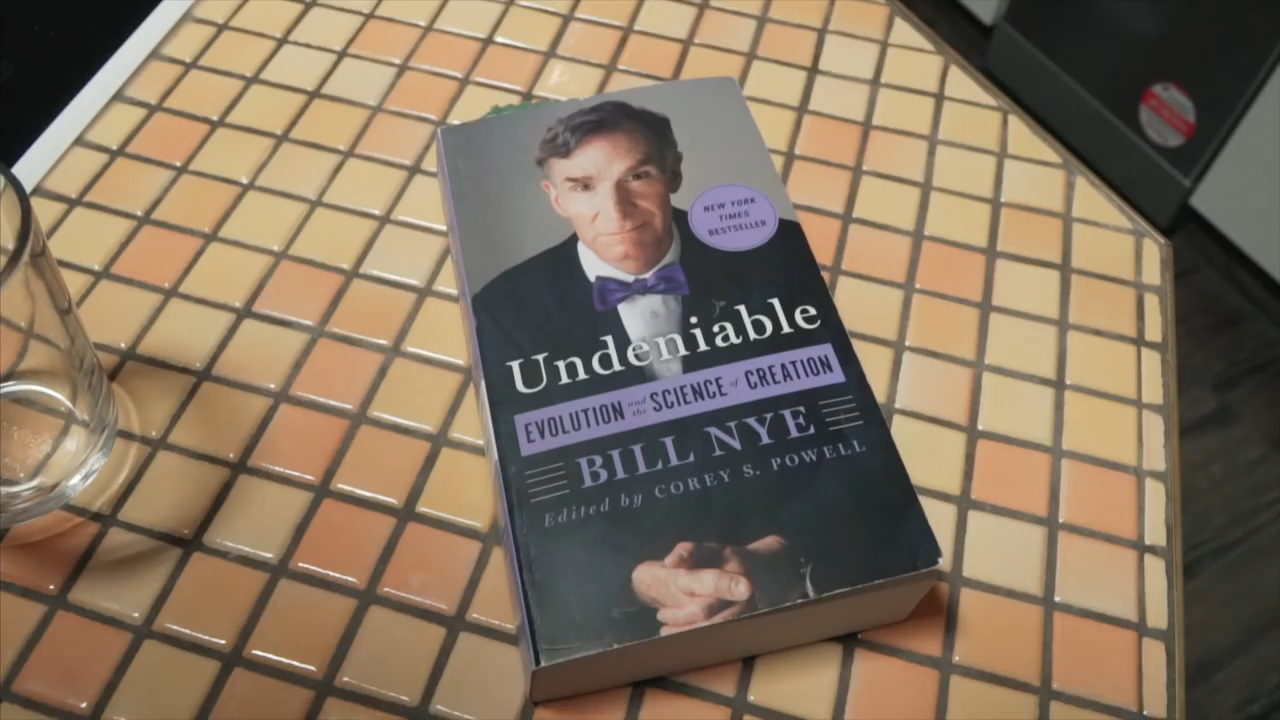 NEW YORK
TIMES
BESTSELLER
Undeniable
EVOLUTION and the SCIENCE of CREATION
BILL NYE
Edited by COREY S. POWELL